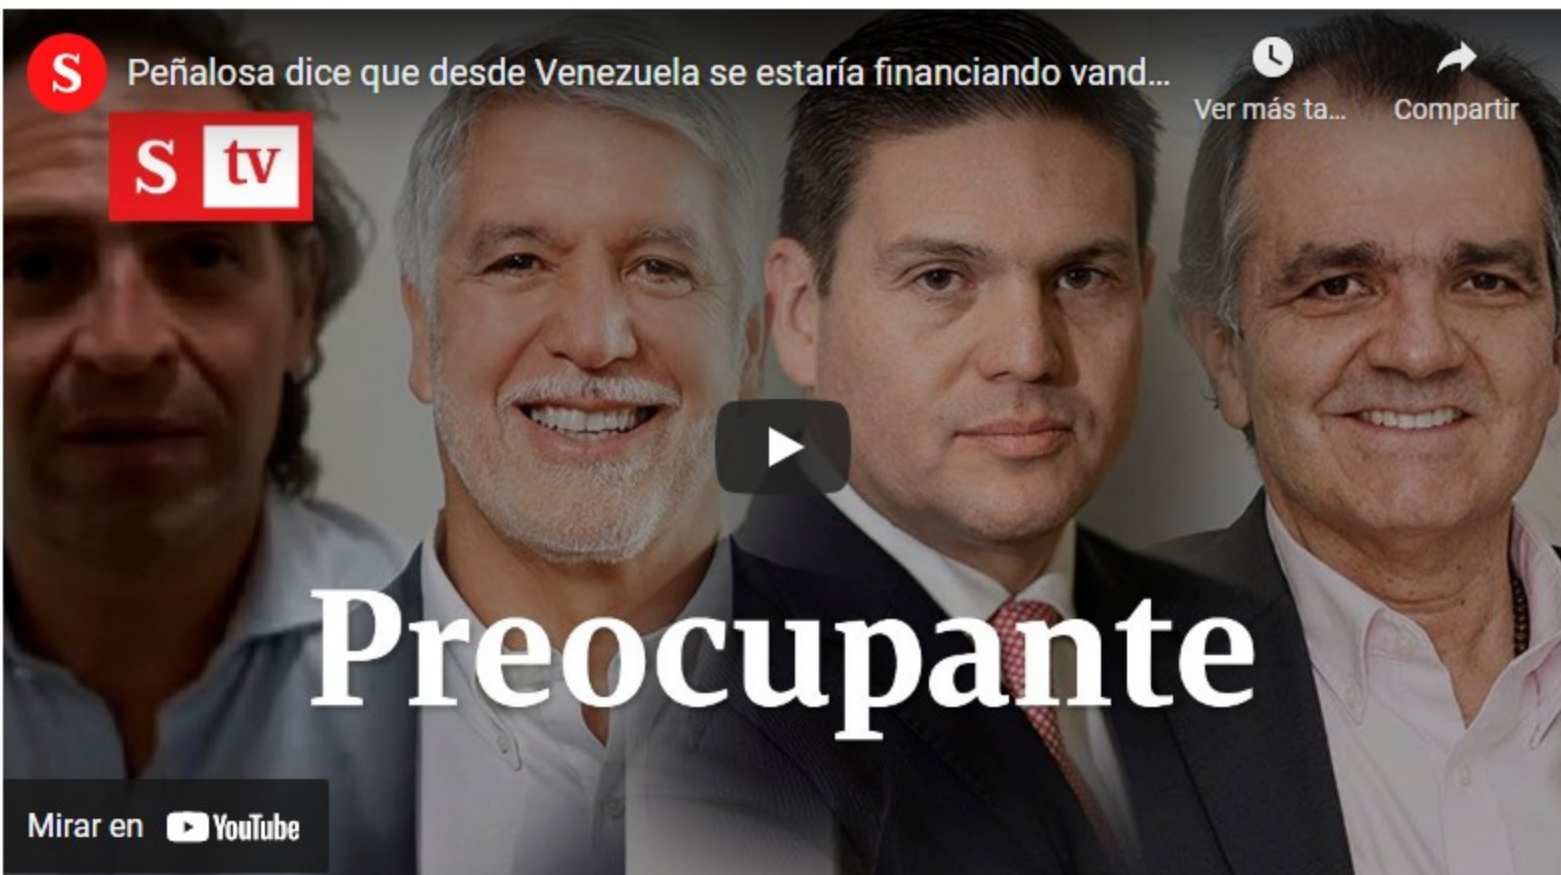 S
Peñalosa dice que desde Venezuela se estaría financiando vand...
Ver más ta...
Compartir
S tv
Preocupante
Mirar en YouTube